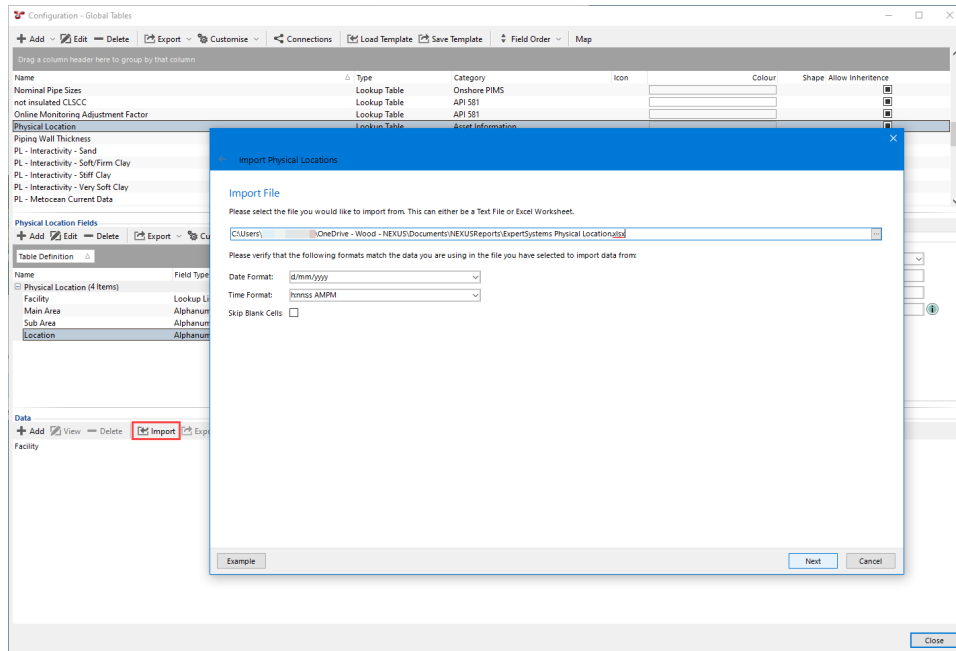 Configuration - Global Tables
Add Edit Delete Export Customise Connections Load Template Save Template Field Order Map
Drag a column header here to group by that column
Name Type Category Icon Colour Shape Allow Inheritence
Nominal Pipe Sizes Lookup Table Onshore PIMS
not insulated CLSCC Lookup Table API 581
Online Monitoring Adjustment Factor Lookup Table API 581
Physical Location Lookup Table Asset Information
Piping Wall Thickness
PL - Interactivity - Sand
PL - Interactivity - Soft/Firm Clay
PL - Interactivity - Stiff Clay
PL - Interactivity - Very Soft Clay
PL - Metocean Current Data
Import Physical Locations
Import File
Please select the file you would like to import from. This can either be a Text File or Excel Worksheet.
C:\Users\ \OneDrive - Wood - NEXUS\Documents\NEXUSReports\ExpertSystems Physical Location.xlsx ...
Please verify that the following formats match the data you are using in the file you have selected to import data from:
Date Format: d/mm/yyyy
Time Format: h:nn:ss AMPM
Skip Blank Cells
Example Next Cancel
Physical Location Fields
Add Edit Delete Export Cu
Table Definition
Name Field Type
Physical Location (4 Items)
Facility Lookup Li
Main Area Alphanum
Sub Area Alphanum
Location Alphanum
Data
Add View Delete Import Expo
Facility
Close